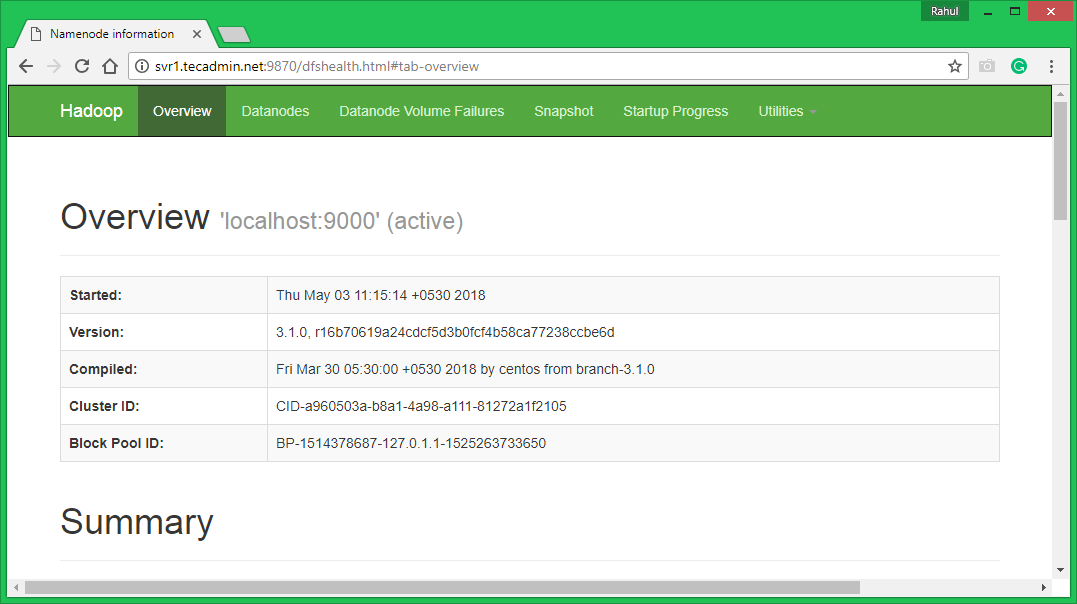 Rahul
Namenode information
svr1.tecadmin.net:9870/dfshealth.html#tab-overview
Hadoop Overview Datanodes Datanode Volume Failures Snapshot Startup Progress Utilities
Overview 'localhost:9000' (active)
Started: Thu May 03 11:15:14 +0530 2018
Version: 3.1.0, r16b70619a24cdcf5d3b0fcf4b58ca77238ccbe6d
Compiled: Fri Mar 30 05:30:00 +0530 2018 by centos from branch-3.1.0
Cluster ID: CID-a960503a-b8a1-4a98-a111-81272a1f2105
Block Pool ID: BP-1514378687-127.0.1.1-1525263733650
Summary